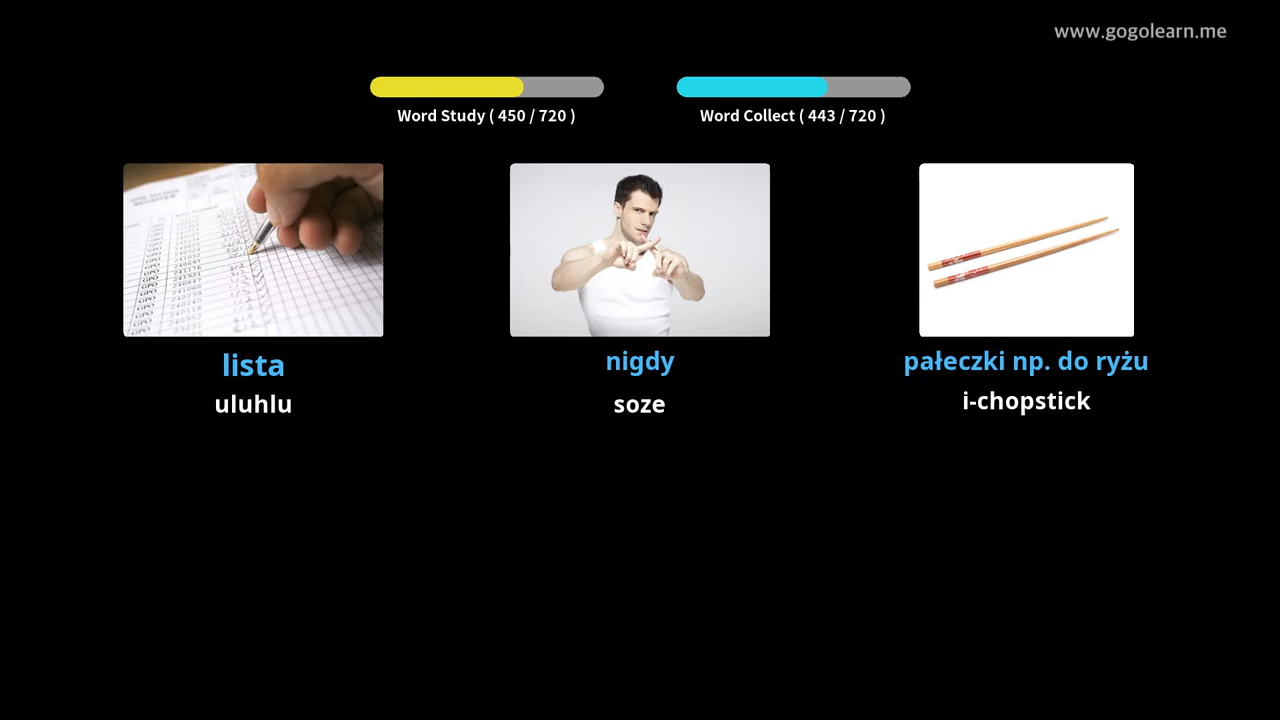 www.gogolearn.me
Word Study ( 450 / 720 )
Word Collect ( 443 / 720 )
lista
uluhlu
nigdy
soze
pałeczki np. do ryżu
i-chopstick